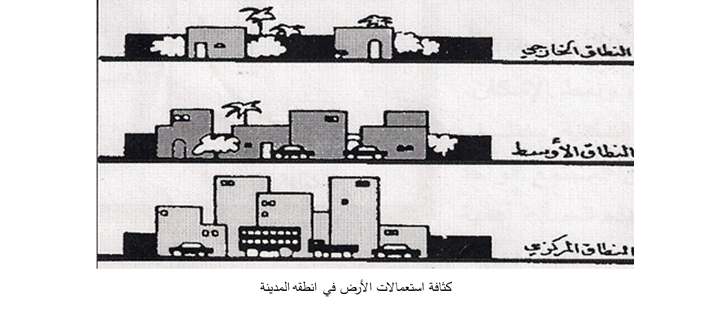 النطاق الخارجي
النطاق الأوسط
النطاق المركزي
كثافة استعمالات الأرض في انطقه المدينة